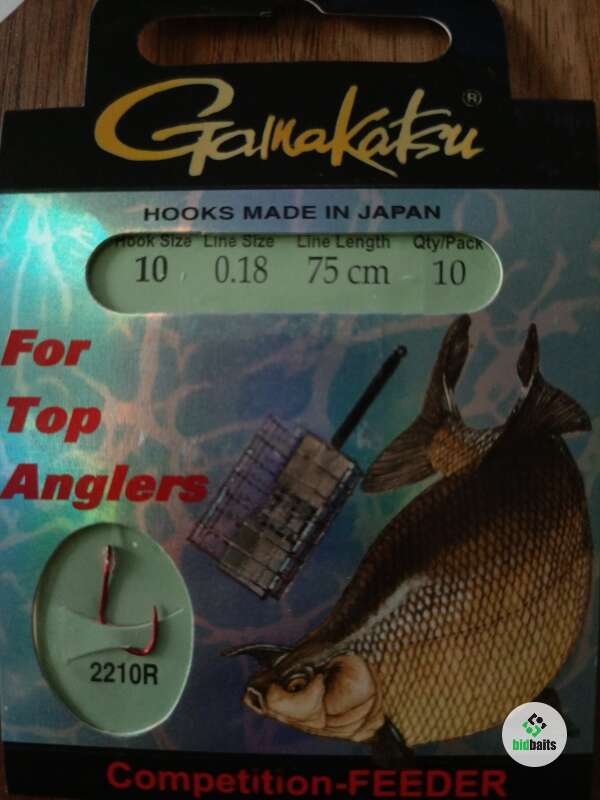 Gamakatsu®
HOOKS MADE IN JAPAN
Hook Size Line Size Line Length Qty/Pack
10 0.18 75 cm 10
For
Top
Anglers
2210R
bidbaits
Competition-FEEDER